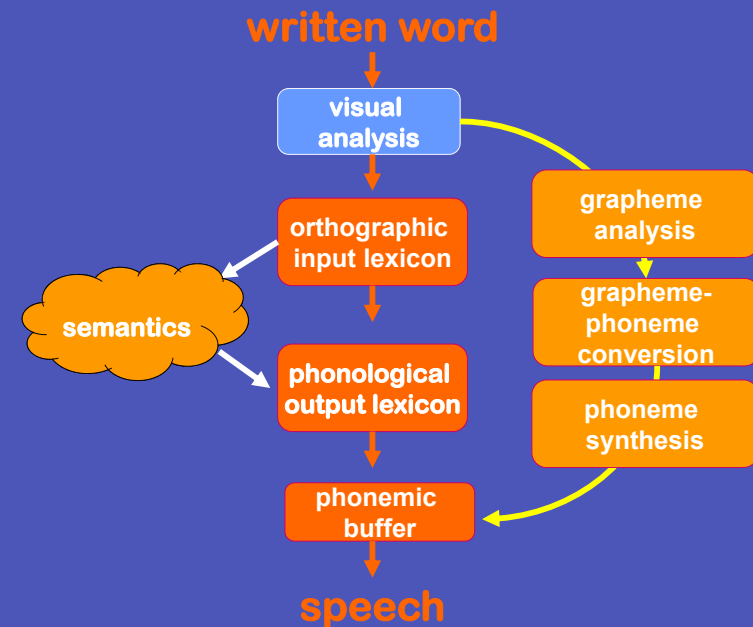 written word
visual
analysis
orthographic
input lexicon
semantics
phonological
output lexicon
phonemic
buffer
speech
grapheme
analysis
grapheme-
phoneme
conversion
phoneme
synthesis